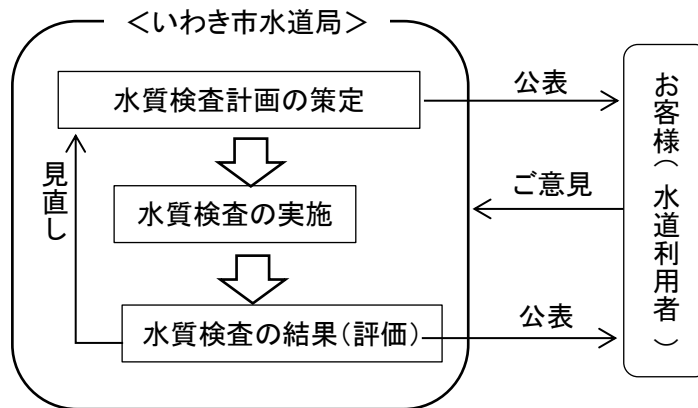 ＜いわき市水道局＞
水質検査計画の策定
公表
お客様（水道利用者）
見直し
ご意見
水質検査の実施
水質検査の結果（評価）
公表